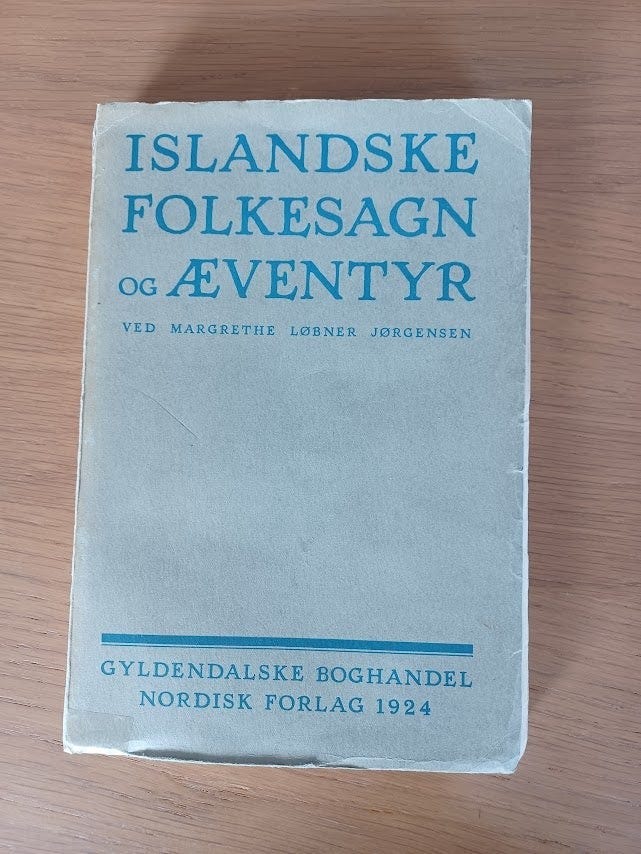 ISLANDSKE
FOLKESAGN
OG ÆVENTYR
VED MARGRETHE LØBNER JØRGENSEN
GYLDENDALSKE BOGHANDEL
NORDISK FORLAG 1924